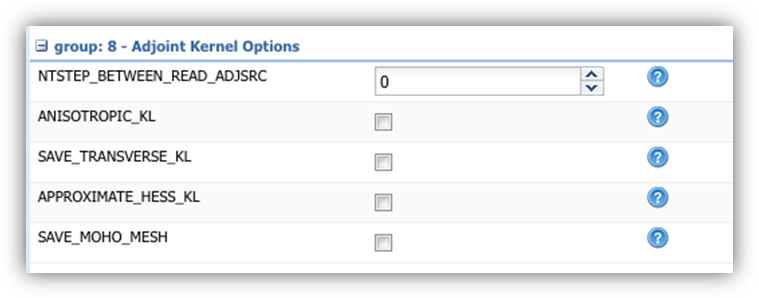 group: 8 - Adjoint Kernel Options
NTSTEP_BETWEEN_READ_ADJSRC 0 ?
ANISOTROPIC_KL ?
SAVE_TRANSVERSE_KL ?
APPROXIMATE_HESS_KL ?
SAVE_MOHO_MESH ?